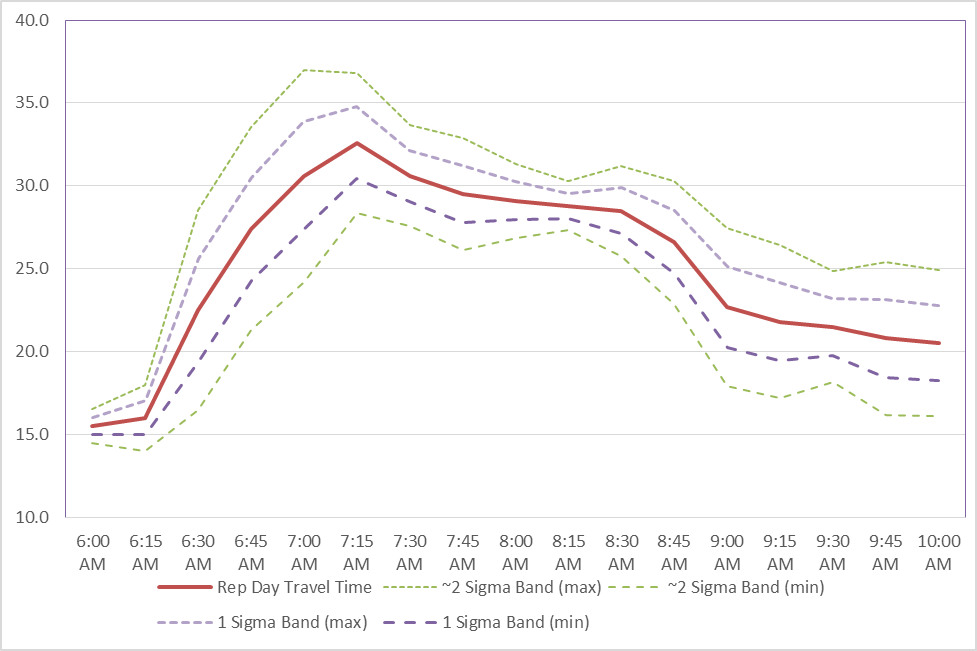 40.0
35.0
30.0
25.0
20.0
15.0
10.0
6:00 6:15 6:30 6:45 7:00 7:15 7:30 7:45 8:00 8:15 8:30 8:45 9:00 9:15 9:30 9:45 10:00
AM AM AM AM AM AM AM AM AM AM AM AM AM AM AM AM AM
Rep Day Travel Time ~2 Sigma Band (max) ~2 Sigma Band (min)
1 Sigma Band (max) 1 Sigma Band (min)